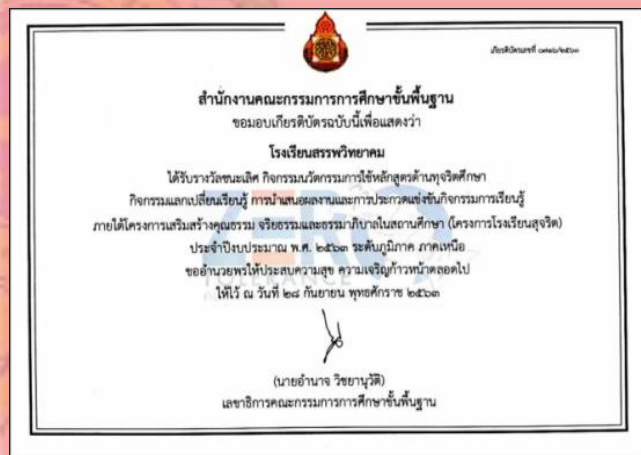 เกียรติบัตรเลขที่
สำนักงานคณะกรรมการการศึกษาขั้นพื้นฐาน
ขอมอบเกียรติบัตรฉบับนี้เพื่อแสดงว่า
โรงเรียนสรรพวิทยาคม
ได้รับรางวัลชนะเลิศ กิจกรรมนวัตกรรมการใช้หลักสูตรต้านทุจริตศึกษา
กิจกรรมแลกเปลี่ยนเรียนรู้ การนำเสนอผลงานและการประกวดแข่งขันกิจกรรมการเรียนรู้
ภายใต้โครงการเสริมสร้างคุณธรรม จริยธรรมและธรรมาภิบาลในสถานศึกษา (โครงการโรงเรียนสุจริต)
ประจำปีงบประมาณ พ.ศ. ๒๕๖๓ ระดับภูมิภาค ภาคเหนือ
ขออำนวยพรให้ประสบความสุข ความเจริญก้าวหน้าตลอดไป
ให้ไว้ ณ วันที่ ๒๘ กันยายน พุทธศักราช ๒๕๖๓
(นายอำนาจ วิชยานุวัติ)
เลขาธิการคณะกรรมการการศึกษาขั้นพื้นฐาน
ZERO
TOLERANCE